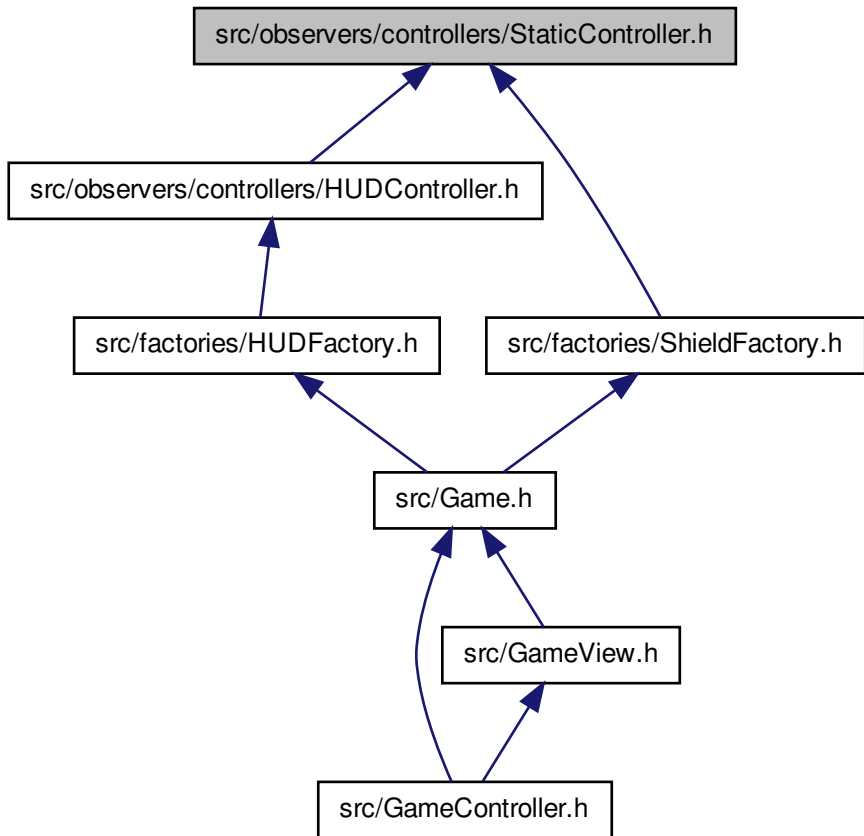 src/observers/controllers/StaticController.h
src/observers/controllers/HUDController.h
src/factories/HUDFactory.h
src/factories/ShieldFactory.h
src/Game.h
src/GameView.h
src/GameController.h